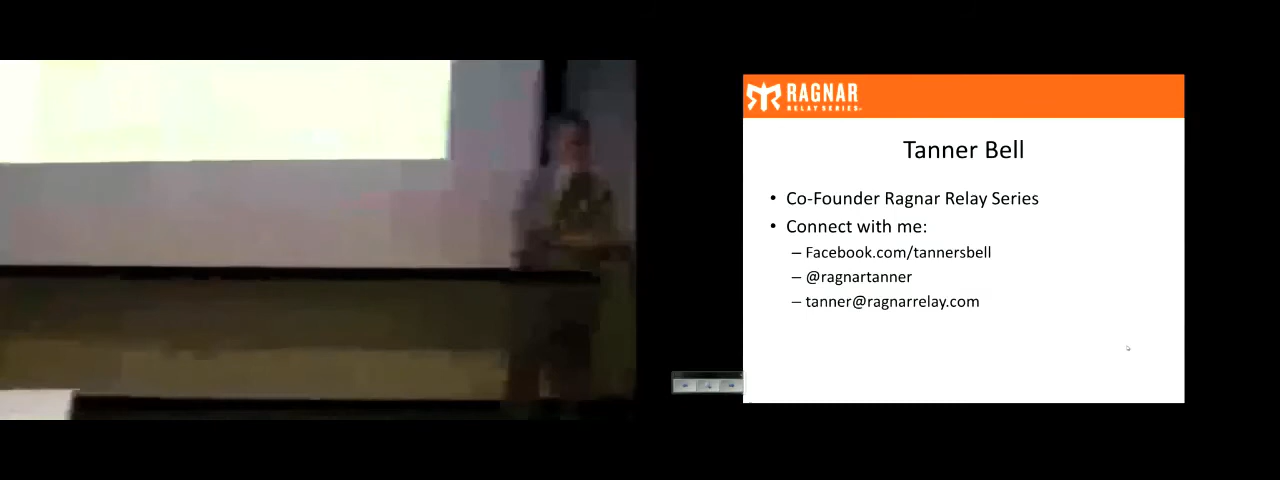 RAGNAR
RELAY SERIES
Tanner Bell
• Co-Founder Ragnar Relay Series
• Connect with me:
– Facebook.com/tannersbell
– @ragnartanner
– tanner@ragnarrelay.com